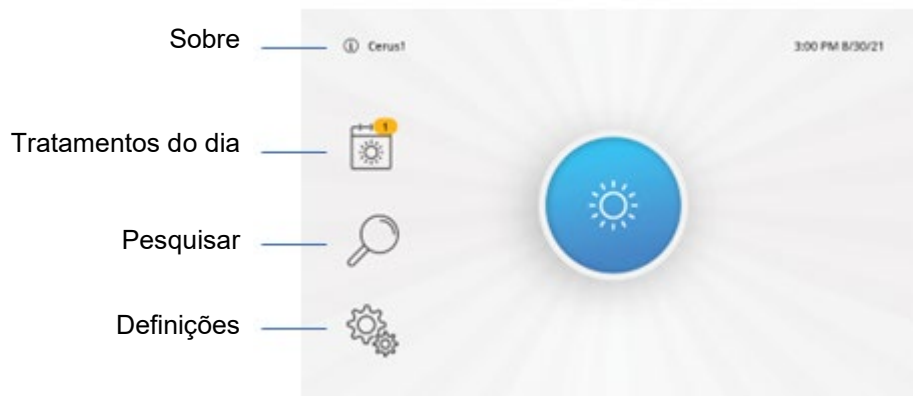 Sobre
ⓘ Cerus1
3:00 PM 8/30/21
Tratamentos do dia
1
Pesquisar
Definições